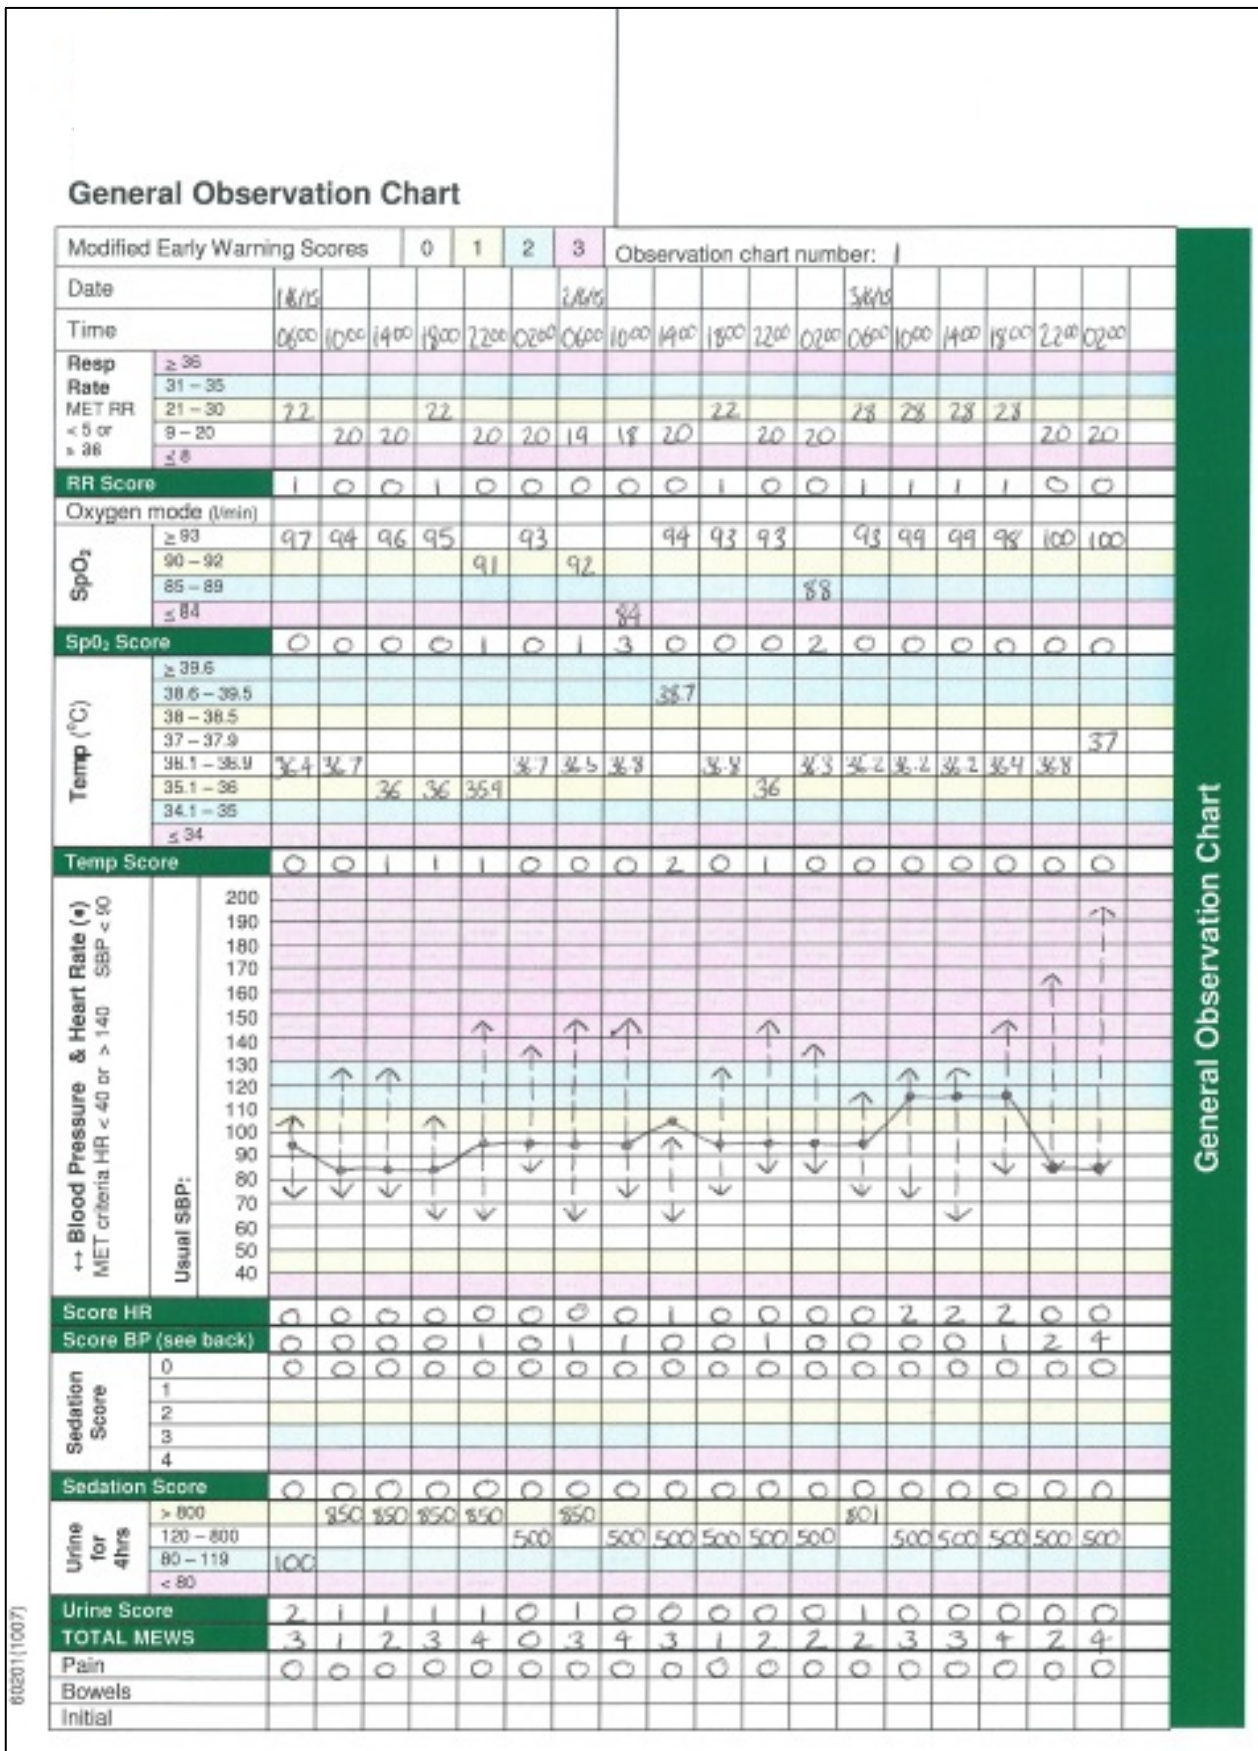 General Observation Chart
Modified Early Warning Scores 0 1 2 3 Observation chart number: 1
Date 1/8/15 2/8/15 3/8/15
Time 0600 1000 1400 1800 2200 0200 0600 1000 1400 1800 2200 0200 0600 1000 1400 1800 2200 0200
Resp Rate
MET RR
< 5 or
≥ 36
≥ 36
31 – 35
21 – 30 22 22 22 28 28 28 28
9 – 20 20 20 20 20 19 18 20 20 20 20 20
≤ 8
RR Score 1 0 0 1 0 0 0 0 0 1 0 0 1 1 1 1 0 0
Oxygen mode (l/min)
SpO₂
≥ 93 97 94 96 95 93 94 93 93 93 99 99 98 100 100
90 – 92 91 92
85 – 89 88
≤ 84 84
Sp0₂ Score 0 0 0 0 1 0 1 3 0 0 0 2 0 0 0 0 0 0
Temp (°C)
≥ 39.6
38.6 – 39.5 38.7
38 – 38.5
37 – 37.9 37
36.1 – 36.9 36.4 36.7 36.7 36.5 36.8 36.8 36.3 36.2 36.2 36.2 36.4 36.8
35.1 – 36 36 36 35.9 36
34.1 – 35
≤ 34
Temp Score 0 0 1 1 1 0 0 0 2 0 1 0 0 0 0 0 0 0
↔ Blood Pressure & Heart Rate (•)
MET criteria HR < 40 or > 140 SBP < 90
Usual SBP:
200
190
180
170
160
150
140
130
120
110
100
90
80
70
60
50
40
Score HR 0 0 0 0 0 0 0 0 1 0 0 0 0 2 2 2 0 0
Score BP (see back) 0 0 0 0 1 0 1 1 0 0 1 0 0 0 0 1 2 4
Sedation Score
0 0 0 0 0 0 0 0 0 0 0 0 0 0 0 0 0 0 0
1
2
3
4
Sedation Score 0 0 0 0 0 0 0 0 0 0 0 0 0 0 0 0 0 0
Urine for 4hrs
> 800 850 850 850 850 850 801
120 – 800 500 500 500 500 500 500 500 500 500 500 500
80 – 119 100
< 80
Urine Score 2 1 1 1 1 0 1 0 0 0 0 0 1 0 0 0 0 0
TOTAL MEWS 3 1 2 3 4 0 3 4 3 1 2 2 2 3 3 4 2 4
Pain 0 0 0 0 0 0 0 0 0 0 0 0 0 0 0 0 0 0
Bowels
Initial
General Observation Chart
60201(1007)